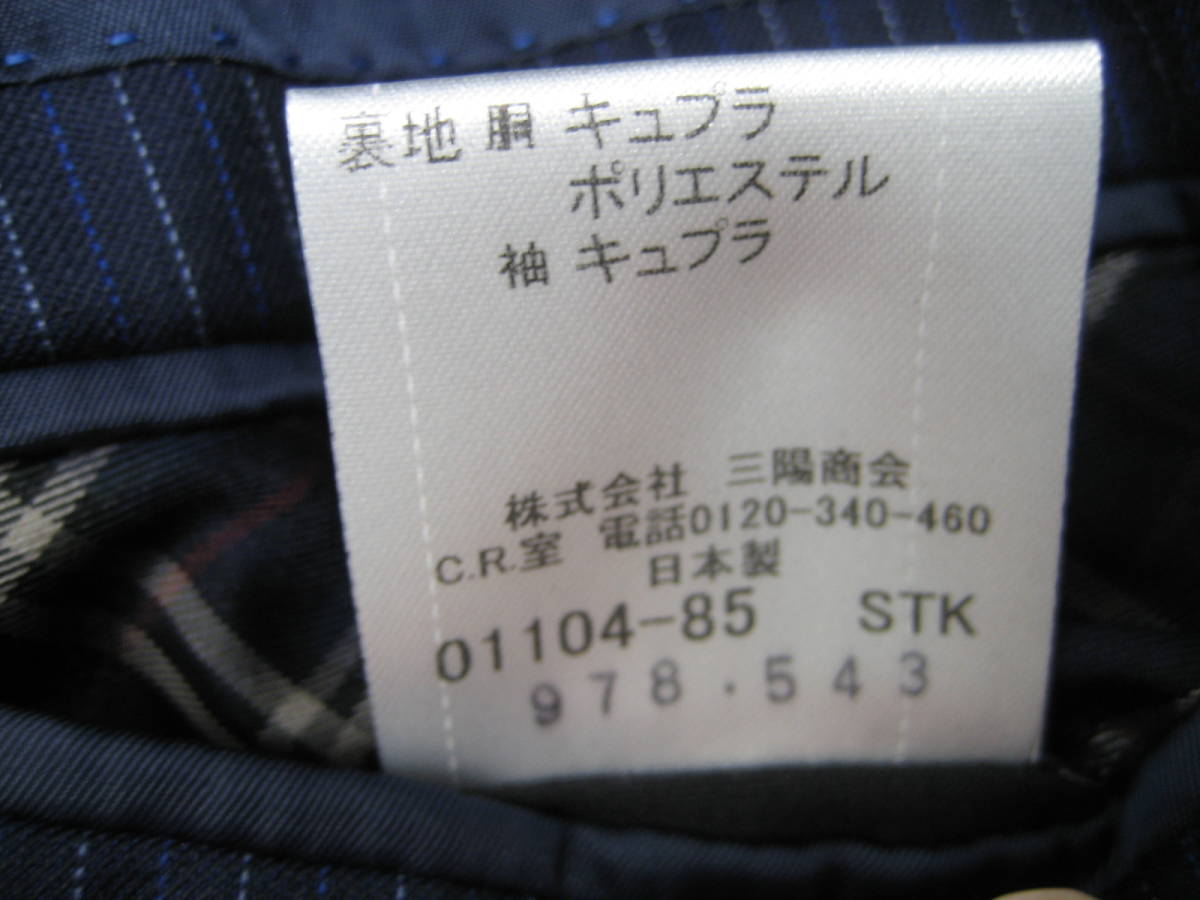 裏地 胴 キュプラ
ポリエステル
袖 キュプラ
株式会社 三陽商会
C.R.室 電話0120-340-460
日本製
01104-85 STK
978.543